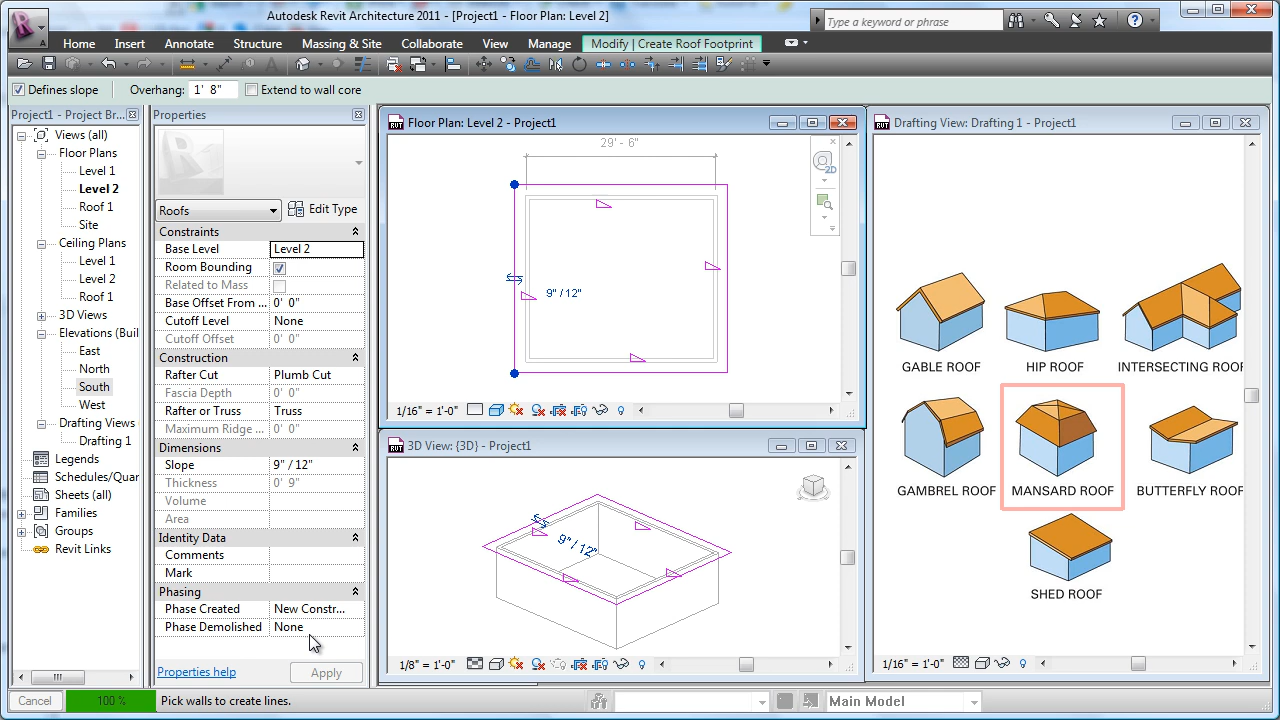 Autodesk Revit Architecture 2011 - [Project1 - Floor Plan: Level 2]
Type a keyword or phrase
Home Insert Annotate Structure Massing & Site Collaborate View Manage Modify | Create Roof Footprint
Defines slope Overhang: 1' 8" Extend to wall core
Project1 - Project Br...
Views (all)
Floor Plans
Level 1
Level 2
Roof 1
Site
Ceiling Plans
Level 1
Level 2
Roof 1
3D Views
Elevations (Buil
East
North
South
West
Drafting Views
Drafting 1
Legends
Schedules/Quar
Sheets (all)
Families
Groups
Revit Links
Properties
Roofs Edit Type
Constraints
Base Level Level 2
Room Bounding
Related to Mass
Base Offset From ... 0' 0"
Cutoff Level None
Cutoff Offset 0' 0"
Construction
Rafter Cut Plumb Cut
Fascia Depth 0' 0"
Rafter or Truss Truss
Maximum Ridge ... 0' 0"
Dimensions
Slope 9" / 12"
Thickness 0' 9"
Volume
Area
Identity Data
Comments
Mark
Phasing
Phase Created New Constr...
Phase Demolished None
Properties help Apply
RVT Floor Plan: Level 2 - Project1
29' - 6"
2D
9" / 12"
1/16" = 1'-0"
RVT 3D View: {3D} - Project1
9" / 12"
1/8" = 1'-0"
RVT Drafting View: Drafting 1 - Project1
GABLE ROOF HIP ROOF INTERSECTING ROOF
GAMBREL ROOF MANSARD ROOF BUTTERFLY ROOF
SHED ROOF
1/16" = 1'-0"
Cancel 100 % Pick walls to create lines. Main Model